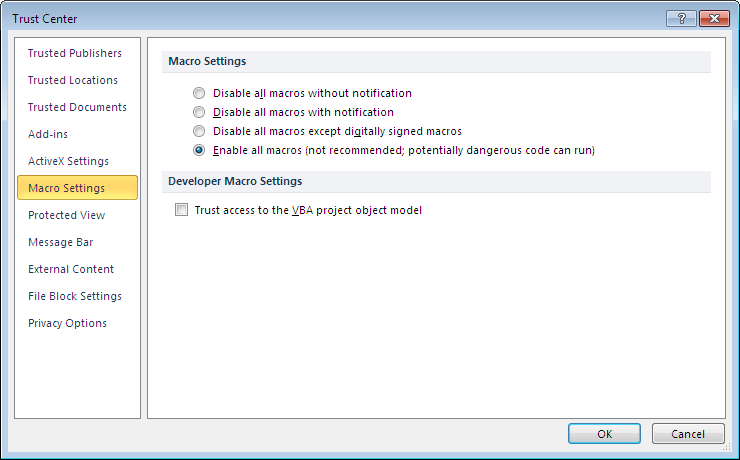 Trust Center
Trusted Publishers
Trusted Locations
Trusted Documents
Add-ins
ActiveX Settings
Macro Settings
Protected View
Message Bar
External Content
File Block Settings
Privacy Options
Macro Settings
Disable all macros without notification
Disable all macros with notification
Disable all macros except digitally signed macros
Enable all macros (not recommended; potentially dangerous code can run)
Developer Macro Settings
Trust access to the VBA project object model
OK
Cancel